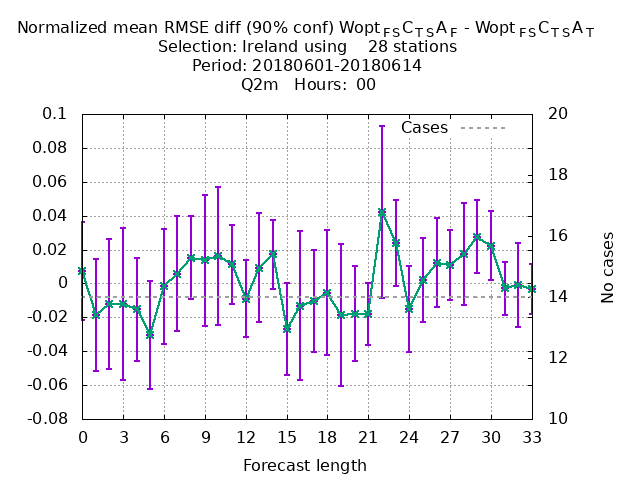 Normalized mean RMSE diff (90% conf) Wopt FS C TS A F - Wopt FS C TS A T
Selection: Ireland using 28 stations
Period: 20180601-20180614
Q2m Hours: 00
0.1
0.08
0.06
0.04
0.02
0
-0.02
-0.04
-0.06
-0.08
Cases
20
18
16
14
12
10
No cases
0 3 6 9 12 15 18 21 24 27 30 33
Forecast length